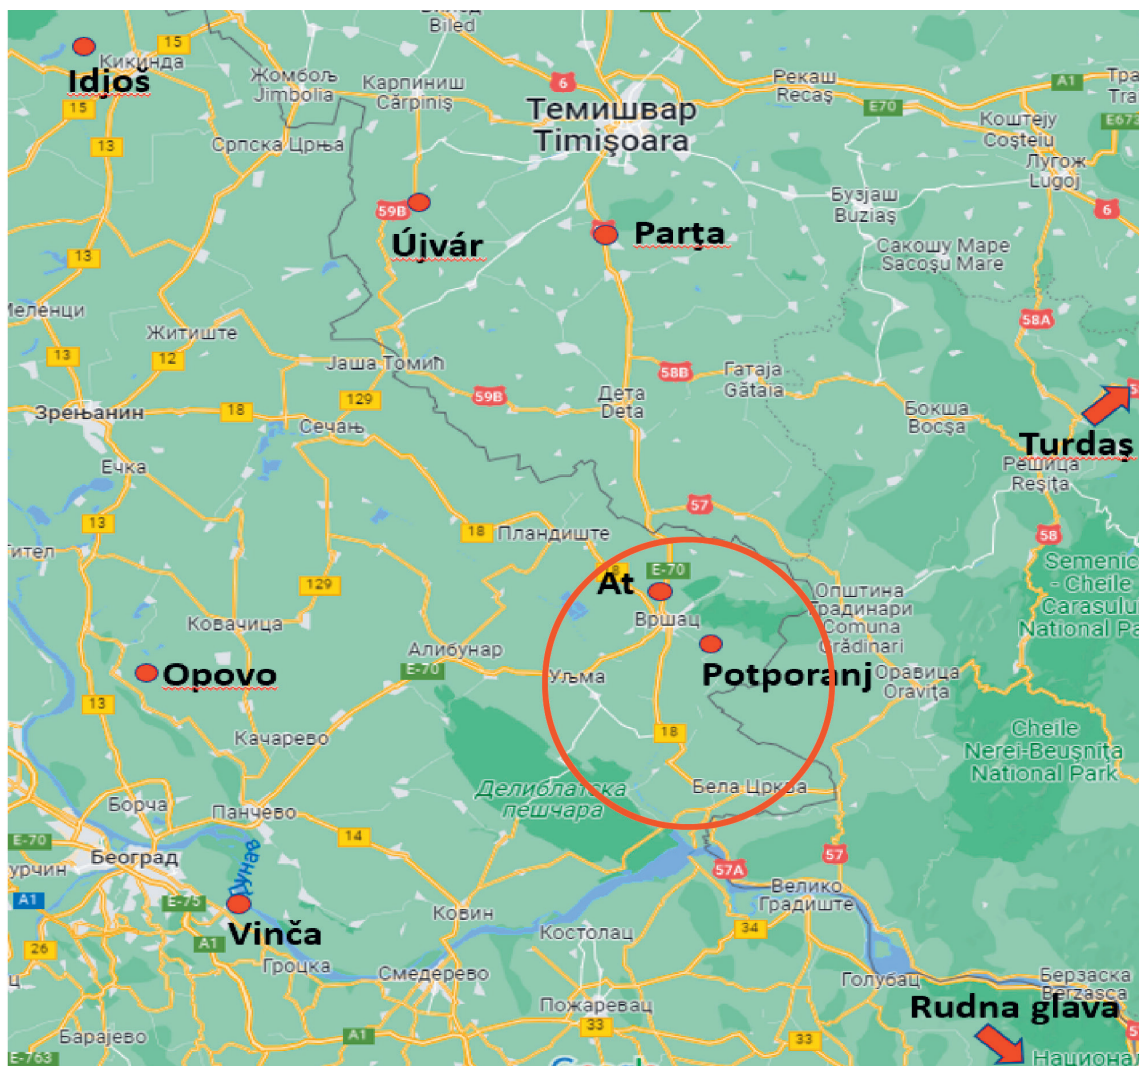 Biled
15
6
A1
Кикинда
Idjoš
Жомбољ
Jimbolia
Карпиниш
Cărpiniş
Рекаш
Recaş
E70
15
Темишвар
Timişoara
Коштеју
Coşteiu
E673
13
Српска Црња
Лугож
Lugoj
59B
Бузјаш
Buziaş
6
Újvár
Parţa
Сакошу Маре
Sacoşu Mare
13
58A
Житиште
13
12
Јаша Томић
58B
Гатаја
Gătaia
59B
129
Дета
Deta
Зрењанин
18
Сечањ
Бокша
Bocşa
Turdaş
Решица
Reşiţa
Ечка
13
57
18
Пландиште
58
Semenic
- Cheile
Carasului
National Pa
E-70
At
129
Општина
Градинари
Comuna
Grădinari
Ковачица
Вршац
Алибунар
E-70
Opovo
Уљма
Potporanj
Оравица
Oraviţa
13
18
Качарево
Cheile
Nerei-Beuşniţa
National Park
Делиблатска
пешчара
Бела Црква
Борча
Панчево
14
E-70
Београд
57
57A
Дунав
A1
E-75
Велико
Градиште
Vinča
Ковин
34
Костолац
A1
26
Гроцка
Смедерево
Голубац
Берзаска
Berzasca
Пожаревац
Rudna glava
33
33
Барајево
A1
E-763